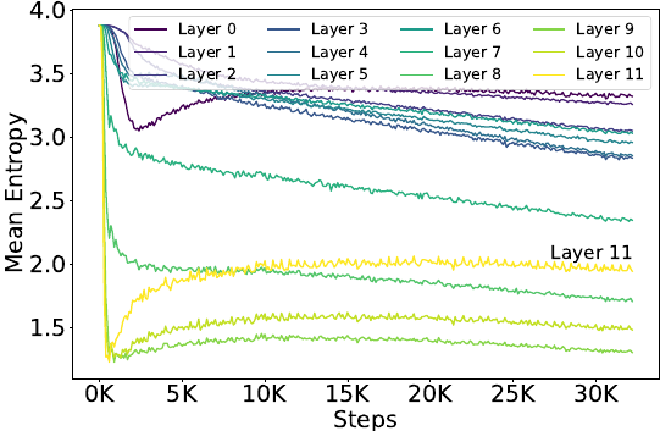 4.0
Layer 0 Layer 3 Layer 6 Layer 9
Layer 1 Layer 4 Layer 7 Layer 10
Layer 2 Layer 5 Layer 8 Layer 11
3.5
3.0
2.5
2.0
1.5
Mean Entropy
Layer 11
0K 5K 10K 15K 20K 25K 30K
Steps